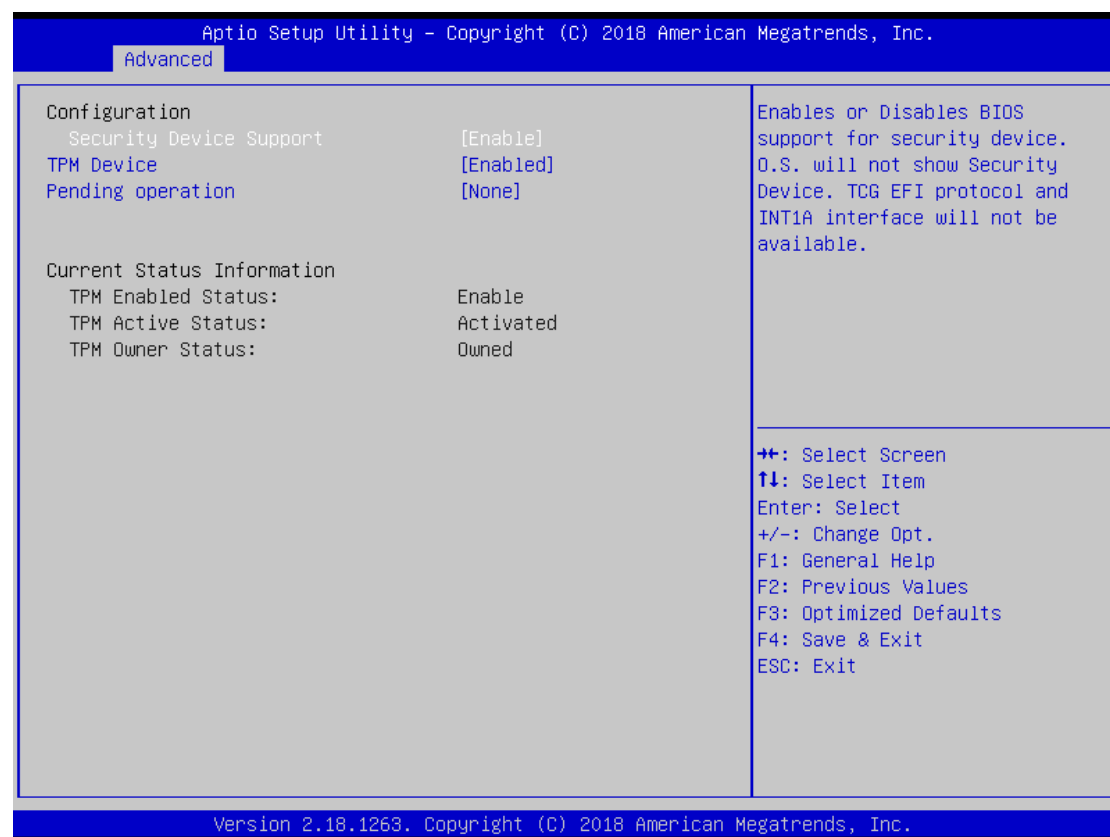 Aptio Setup Utility – Copyright (C) 2018 American Megatrends, Inc.
Advanced
Configuration
Security Device Support [Enable]
TPM Device [Enabled]
Pending operation [None]
Current Status Information
TPM Enabled Status: Enable
TPM Active Status: Activated
TPM Owner Status: Owned
Enables or Disables BIOS
support for security device.
O.S. will not show Security
Device. TCG EFI protocol and
INT1A interface will not be
available.
→←: Select Screen
↑↓: Select Item
Enter: Select
+/-: Change Opt.
F1: General Help
F2: Previous Values
F3: Optimized Defaults
F4: Save & Exit
ESC: Exit
Version 2.18.1263. Copyright (C) 2018 American Megatrends, Inc.